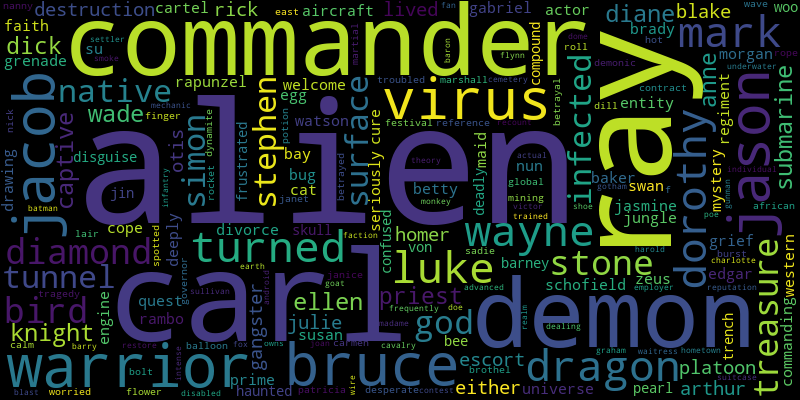 nanny destruction cartel rick east aircraft lived fan gabriel actor diane blake wave woo
faith commander settler smoke martial baron flynn roll brady hot dome demonic mark rope
dick su
grenade rapunzel welcome troubled marshall cemetery compound morgan underwater
native egg stephen surface virus betrayal infected contract anne
jacob wade mechanic finger potion watson festival reference dill entity regiment submarine
nick drawing captive disguise otis simon rocket dynamite frustrated alien cure seriously theory deadly maid actual ray dorothy jason
bay nun baker gotham swan mystery individual
bug betty global jasmine african
batman jin infantry cat janet betrayed monkey mining victor trained shoe jungle poe gunman
lair cope spotted deeply divorce skull faction confused homer sadie wayne harold grief burst western
diamond turned von barney stone charlotte
tunnel earth janice luke schofield zeus edgar
tragedy quest governor sullivan android goat frequently doe advanced realm employer reputation treasure commanding
bird engine rambo carl ellen priest madame demon
knight gangster julie god dealing trench
calm barry restore fox owns susan joan carmen cavalry bee graham waitress hometown
warrior balloon intense prime bruce brothel escort dragon platoon suitcase
bolt haunted wire desperate contest either universe pearl arthur
blast worried flower disabled patricia